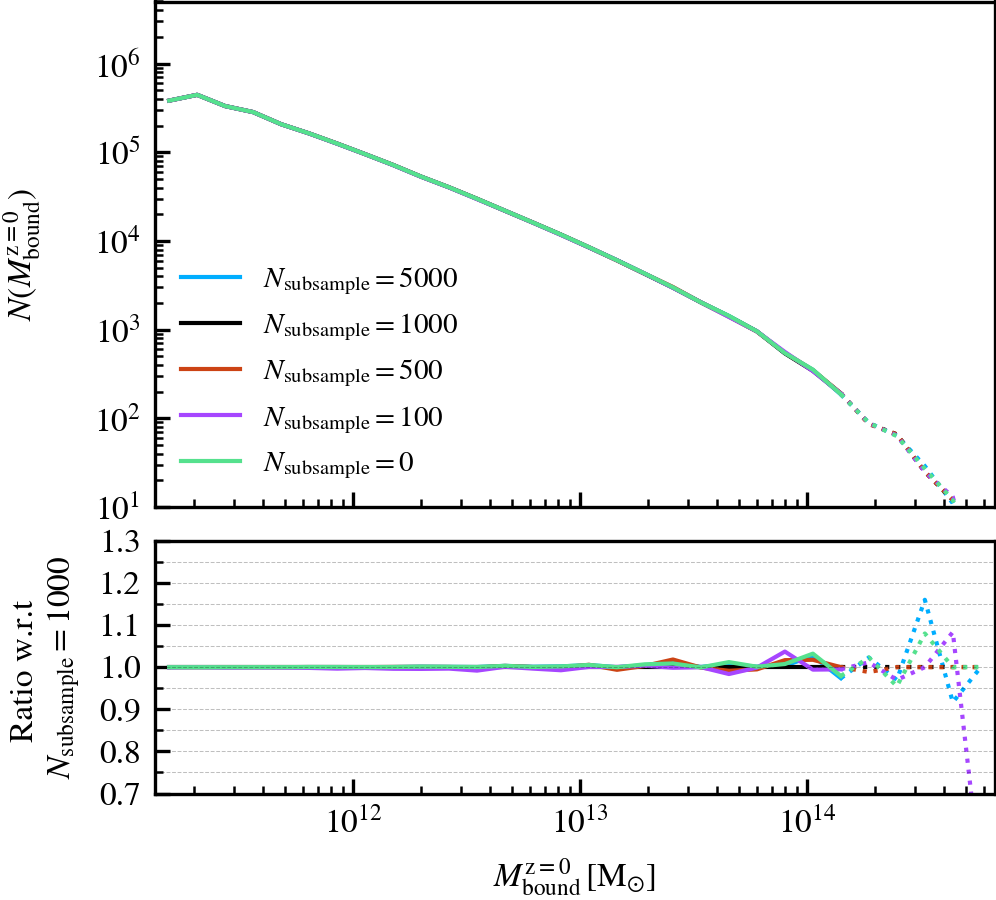 10^6
10^5
10^4
10^3
10^2
10^1
N(M_bound^{z=0})
N_subsample = 5000
N_subsample = 1000
N_subsample = 500
N_subsample = 100
N_subsample = 0
1.3
1.2
1.1
1.0
0.9
0.8
0.7
Ratio w.r.t
N_subsample = 1000
10^12 10^13 10^14
M_bound^{z=0} [M_⊙]